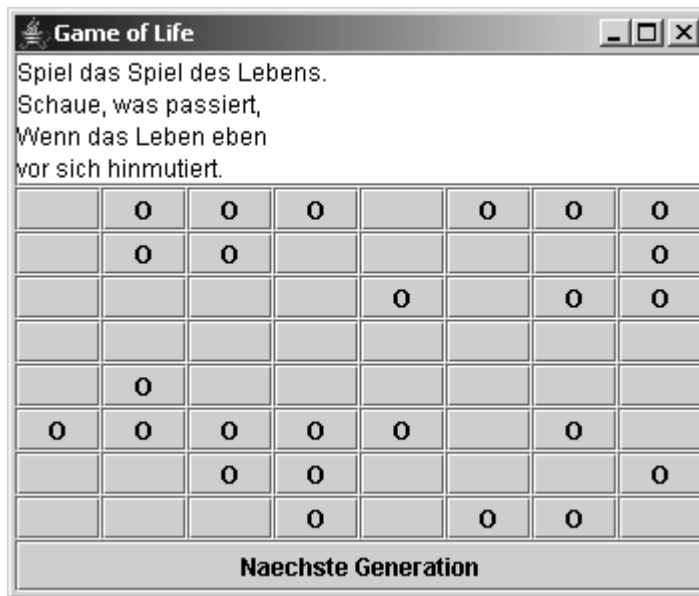 Game of Life
Spiel das Spiel des Lebens.
Schaue, was passiert,
Wenn das Leben eben
vor sich hinmutiert.
O O O O O O
O O O
O O O
O
O O O O O O
O O O
O O O
Naechste Generation